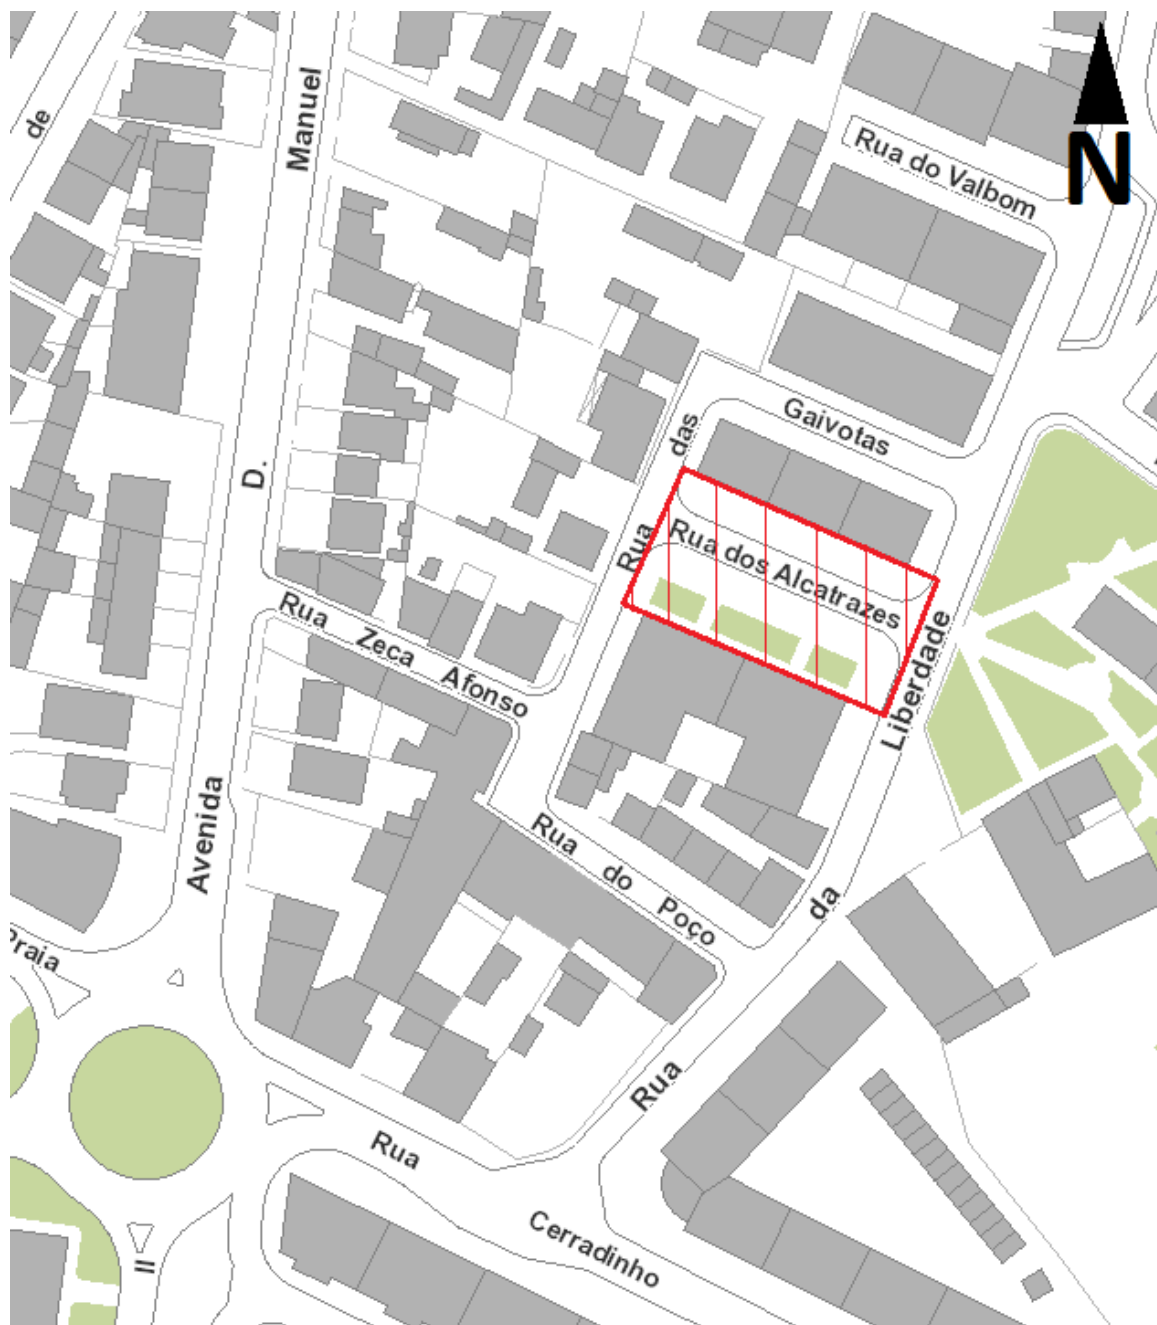 de
Manuel
N
Rua do Valbom
Gaivotas
das
D.
Rua
Rua dos Alcatrazes
Rua Zeca Afonso
Liberdade
Avenida
Rua do Poço
da
Praia
Rua
Rua
Cerradinho
II